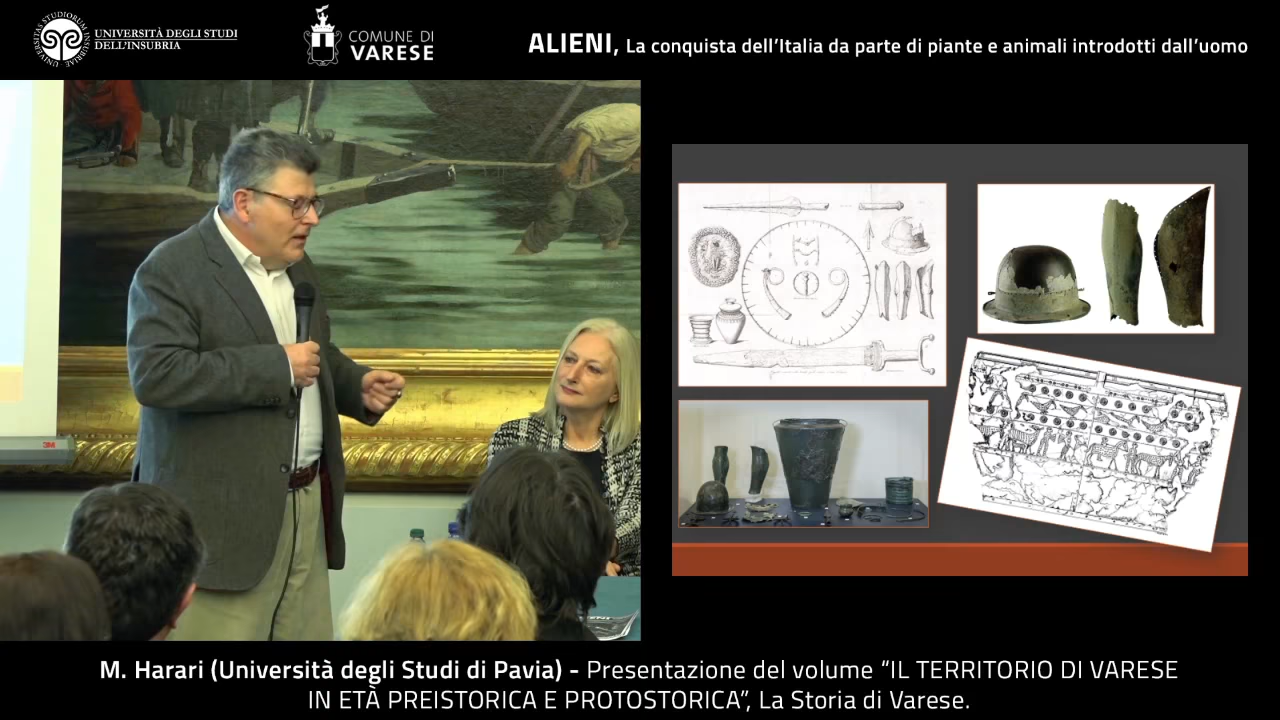 UNIVERSITÀ DEGLI STUDI
DELL'INSUBRIA
COMUNE DI
VARESE
ALIENI, La conquista dell'Italia da parte di piante e animali introdotti dall'uomo
3M
M. Harari (Università degli Studi di Pavia) - Presentazione del volume “IL TERRITORIO DI VARESE
IN ETÀ PREISTORICA E PROTOSTORICA”, La Storia di Varese.